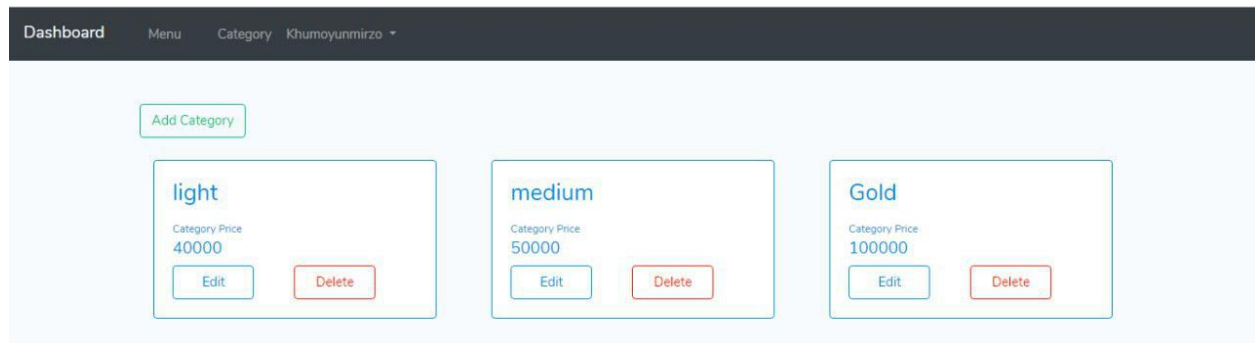 Dashboard Menu Category Khumoyunmirzo
Add Category
light
Category Price
40000
Edit Delete
medium
Category Price
50000
Edit Delete
Gold
Category Price
100000
Edit Delete